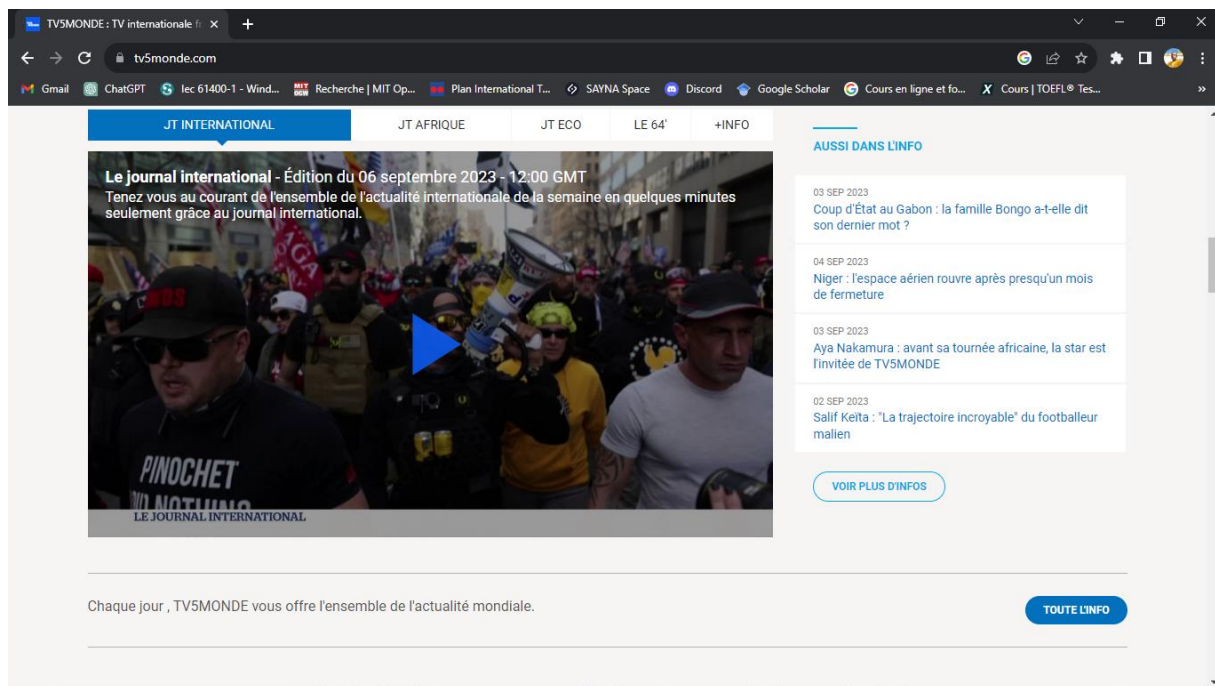 TV5MONDE : TV internationale fr
tv5monde.com
Gmail
ChatGPT
Iec 61400-1 - Wind...
Recherche | MIT Op...
Plan International T...
SAYNA Space
Discord
Google Scholar
Cours en ligne et fo...
Cours | TOEFL® Tes...
»
JT INTERNATIONAL
JT AFRIQUE
JT ECO
LE 64'
+INFO
Le journal international - Édition du 06 septembre 2023 - 12:00 GMT
Tenez vous au courant de l'ensemble de l'actualité internationale de la semaine en quelques minutes
seulement grâce au journal international.
PINOCHET
DID NOTHING
LE JOURNAL INTERNATIONAL
AUSSI DANS L'INFO
03 SEP 2023
Coup d'État au Gabon : la famille Bongo a-t-elle dit
son dernier mot ?
04 SEP 2023
Niger : l'espace aérien rouvre après presqu'un mois
de fermeture
03 SEP 2023
Aya Nakamura : avant sa tournée africaine, la star est
l'invitée de TV5MONDE
02 SEP 2023
Salif Keïta : "La trajectoire incroyable" du footballeur
malien
VOIR PLUS D'INFOS
Chaque jour , TV5MONDE vous offre l'ensemble de l'actualité mondiale.
TOUTE L'INFO